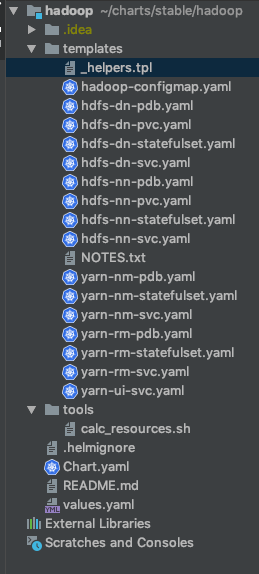 hadoop ~/charts/stable/hadoop
.idea
templates
_helpers.tpl
hadoop-configmap.yaml
hdfs-dn-pdb.yaml
hdfs-dn-pvc.yaml
hdfs-dn-statefulset.yaml
hdfs-dn-svc.yaml
hdfs-nn-pdb.yaml
hdfs-nn-pvc.yaml
hdfs-nn-statefulset.yaml
hdfs-nn-svc.yaml
NOTES.txt
yarn-nm-pdb.yaml
yarn-nm-statefulset.yaml
yarn-nm-svc.yaml
yarn-rm-pdb.yaml
yarn-rm-statefulset.yaml
yarn-rm-svc.yaml
yarn-ui-svc.yaml
tools
calc_resources.sh
.helmignore
Chart.yaml
README.md
values.yaml
External Libraries
Scratches and Consoles